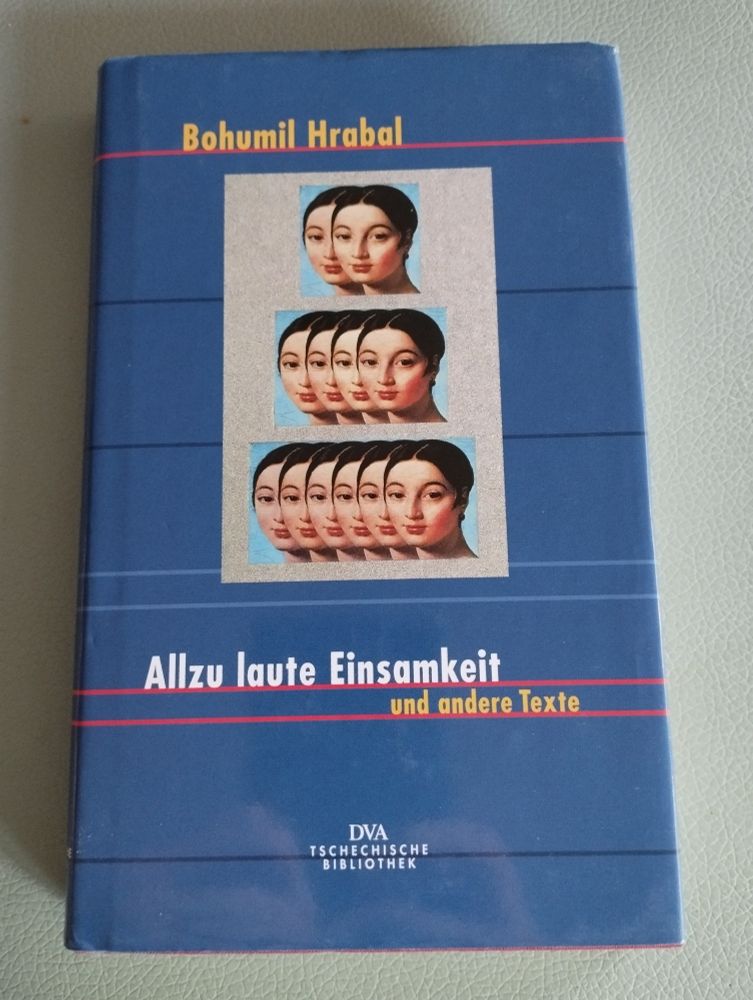 Bohumil Hrabal
Allzu laute Einsamkeit
und andere Texte
DVA
TSCHECHISCHE
BIBLIOTHEK